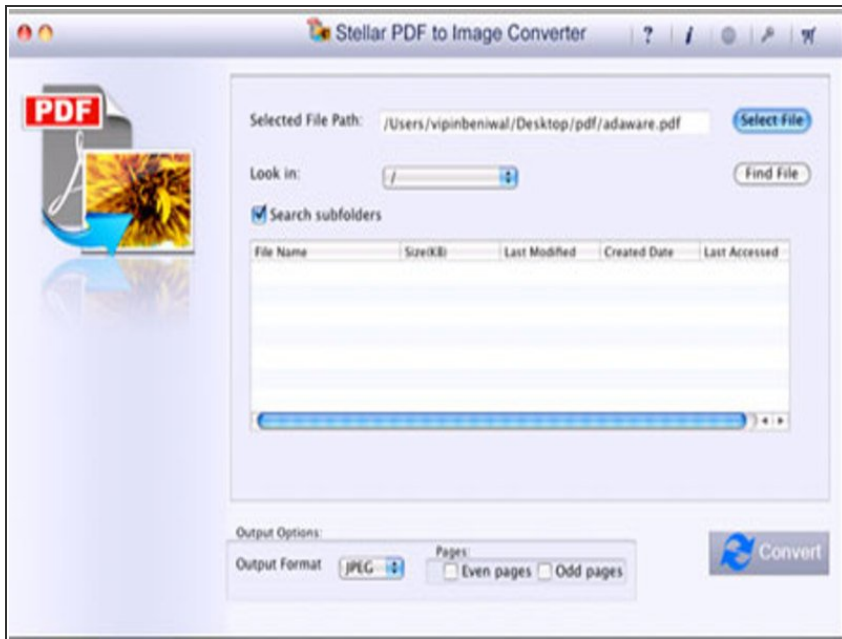 Stellar PDF to Image Converter
? i
PDF
Selected File Path: /Users/vipinbeniwal/Desktop/pdf/adaware.pdf Select File
Look in: / Find File
Search subfolders
File Name Size(KB) Last Modified Created Date Last Accessed
Output Options:
Output Format JPEG Pages: Even pages Odd pages
Convert